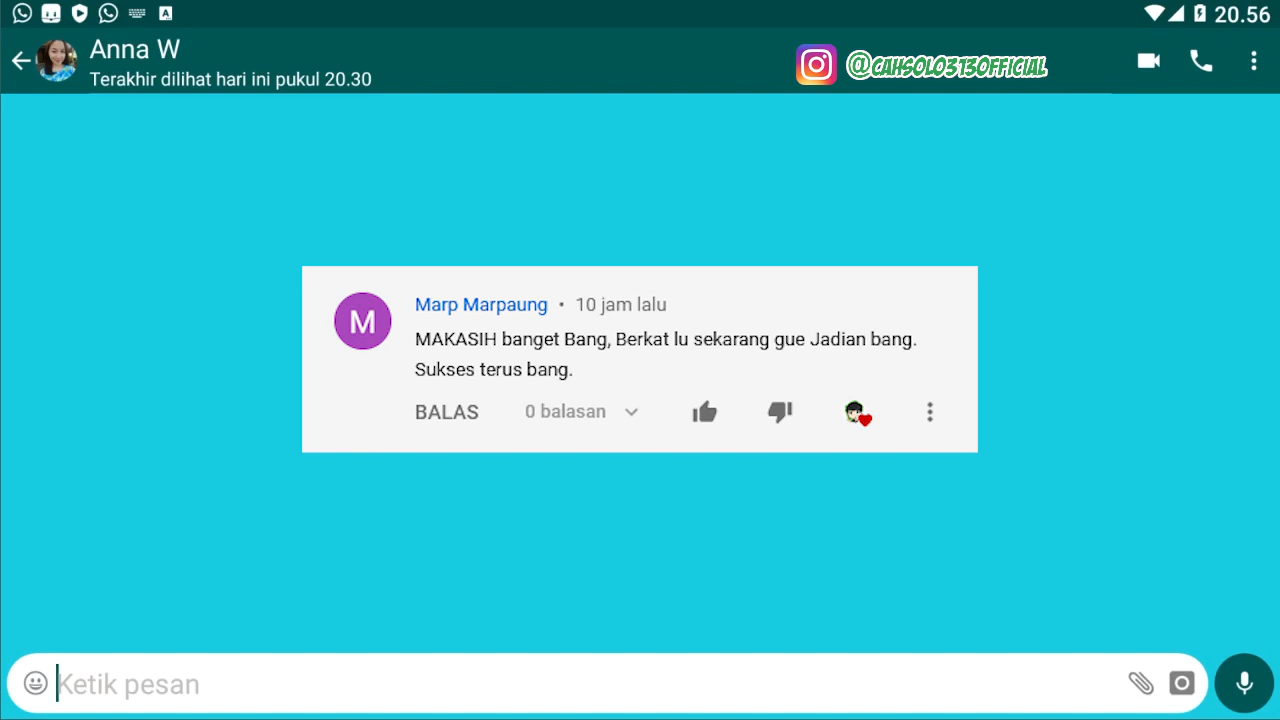 20.56
Anna W
Terakhir dilihat hari ini pukul 20.30
@CAHSOLO313OFFICIAL
M
Marp Marpaung • 10 jam lalu
MAKASIH banget Bang, Berkat lu sekarang gue Jadian bang.
Sukses terus bang.
BALAS 0 balasan
Ketik pesan